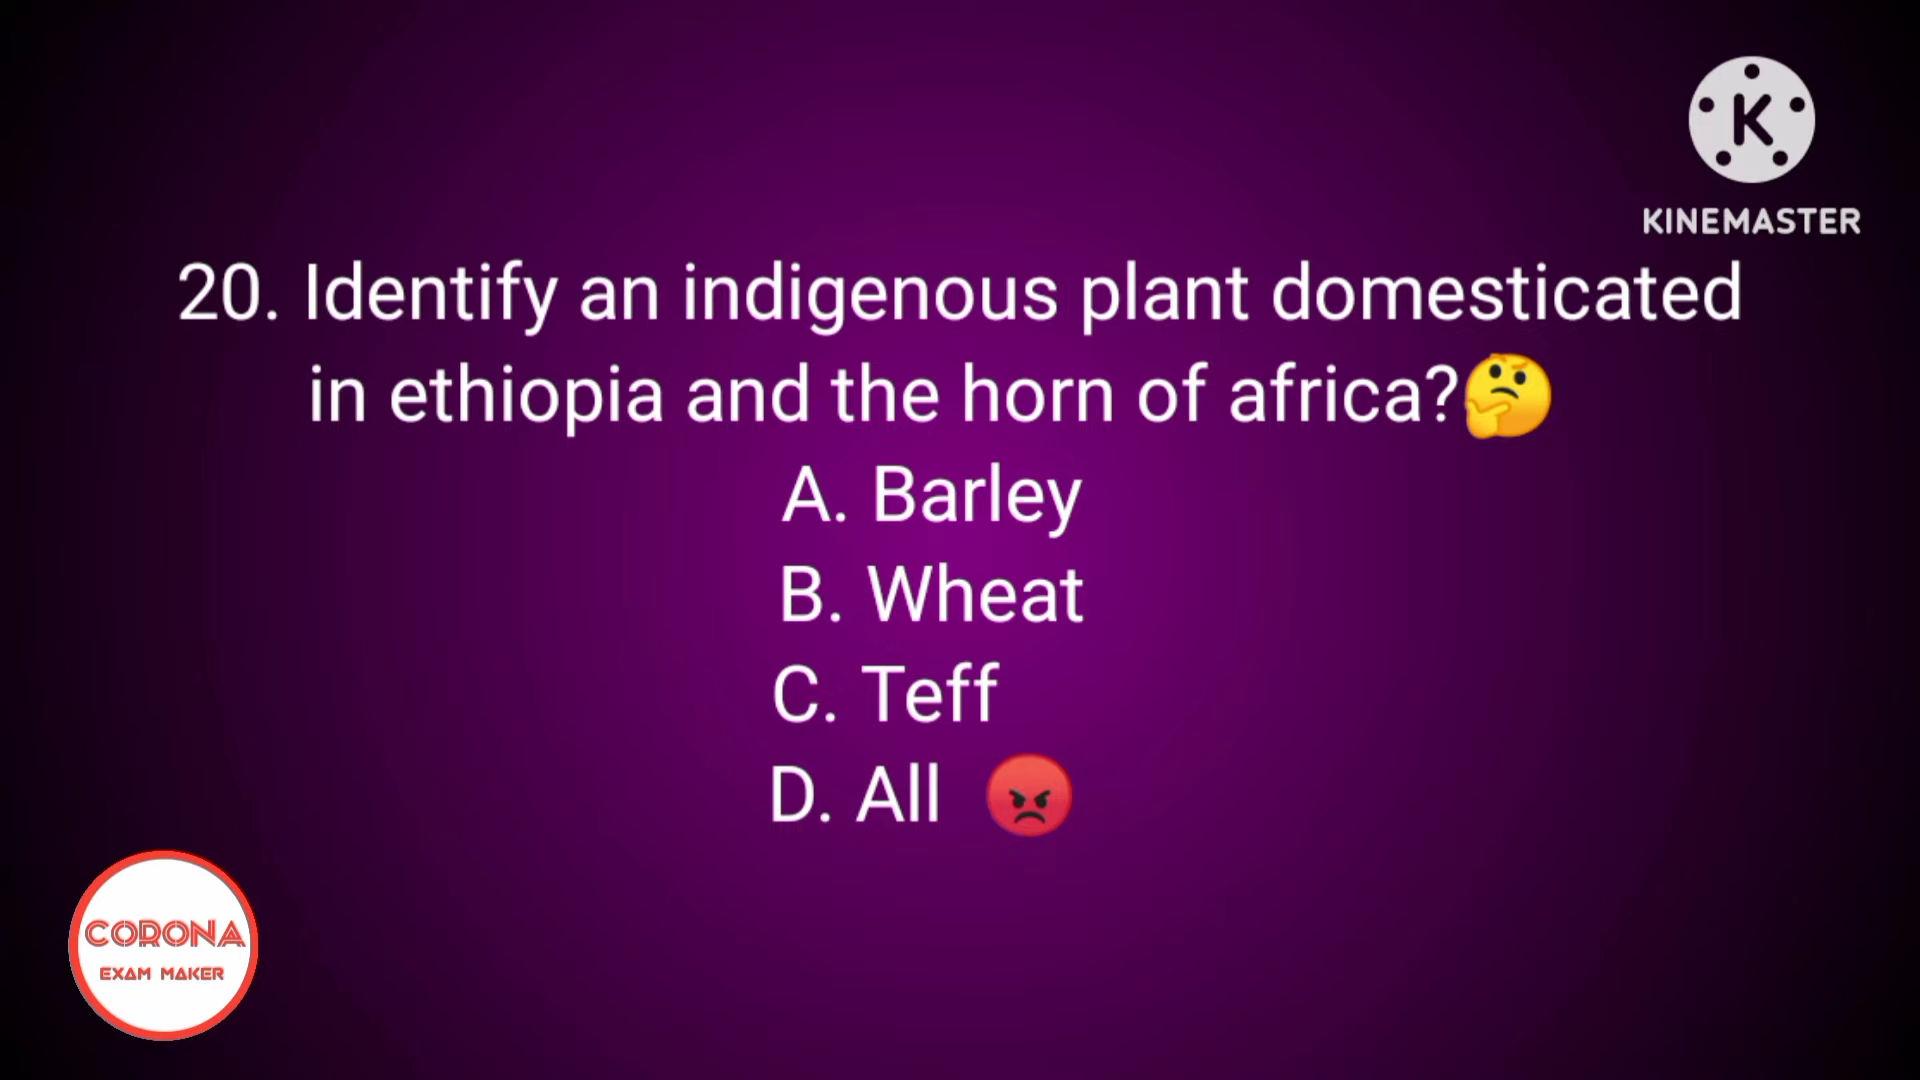 K
KINEMASTER
20. Identify an indigenous plant domesticated
in ethiopia and the horn of africa?🤔
A. Barley
B. Wheat
C. Teff
D. All 😡
CORONA
EXAM MAKER